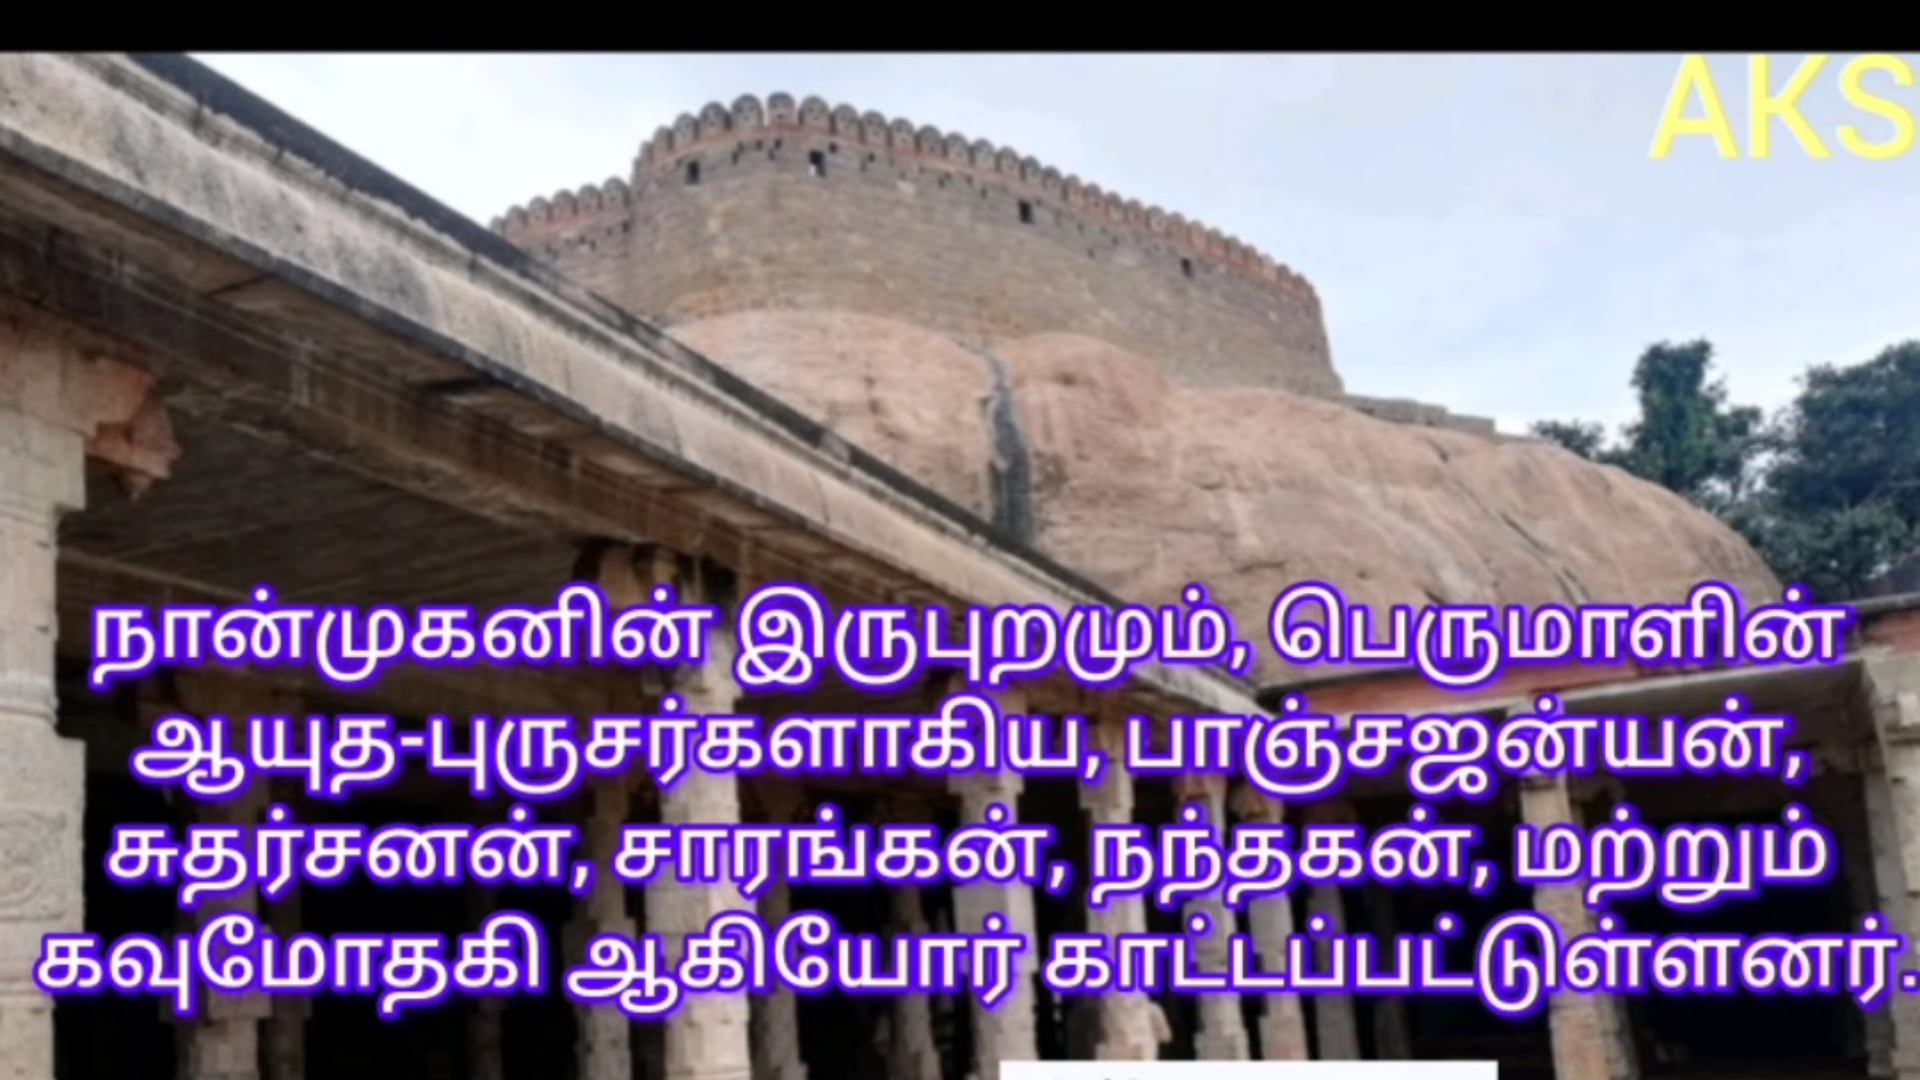 AKS
நான்முகனின் இருபுறமும், பெருமாளின்
ஆயுத-புருசர்களாகிய, பாஞ்சஜன்யன்,
சுதர்சனன், சாரங்கன், நந்தகன், மற்றும்
கவுமோதகி ஆகியோர் காட்டப்பட்டுள்ளனர்.